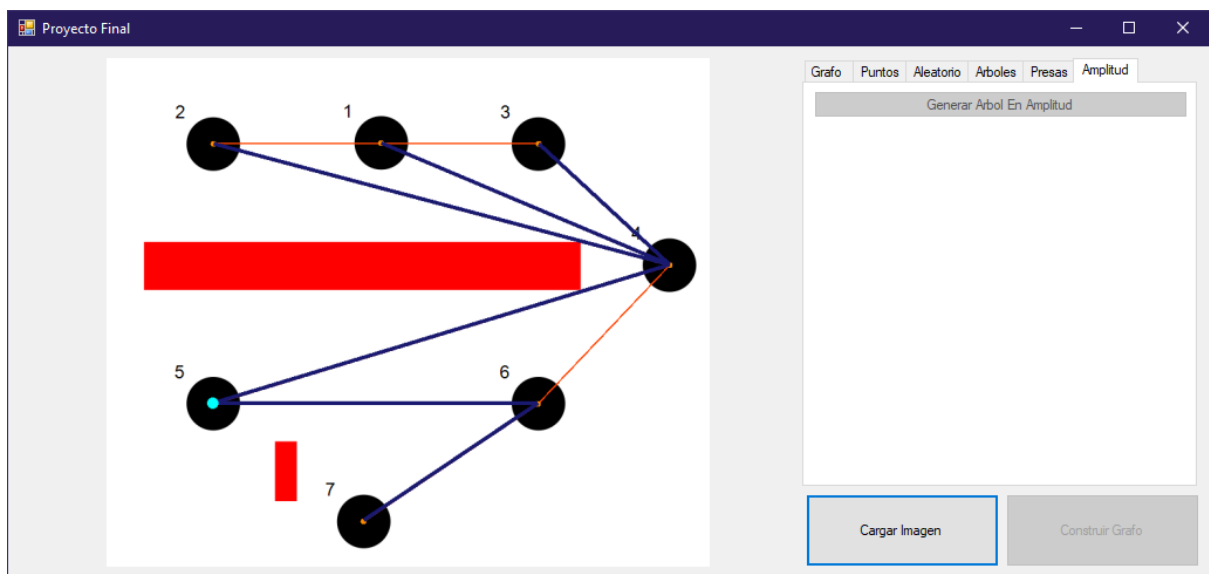 Proyecto Final
Grafo Puntos Aleatorio Arboles Presas Amplitud
Generar Arbol En Amplitud
2 1 3
4
5 6
7
Cargar Imagen Construir Grafo